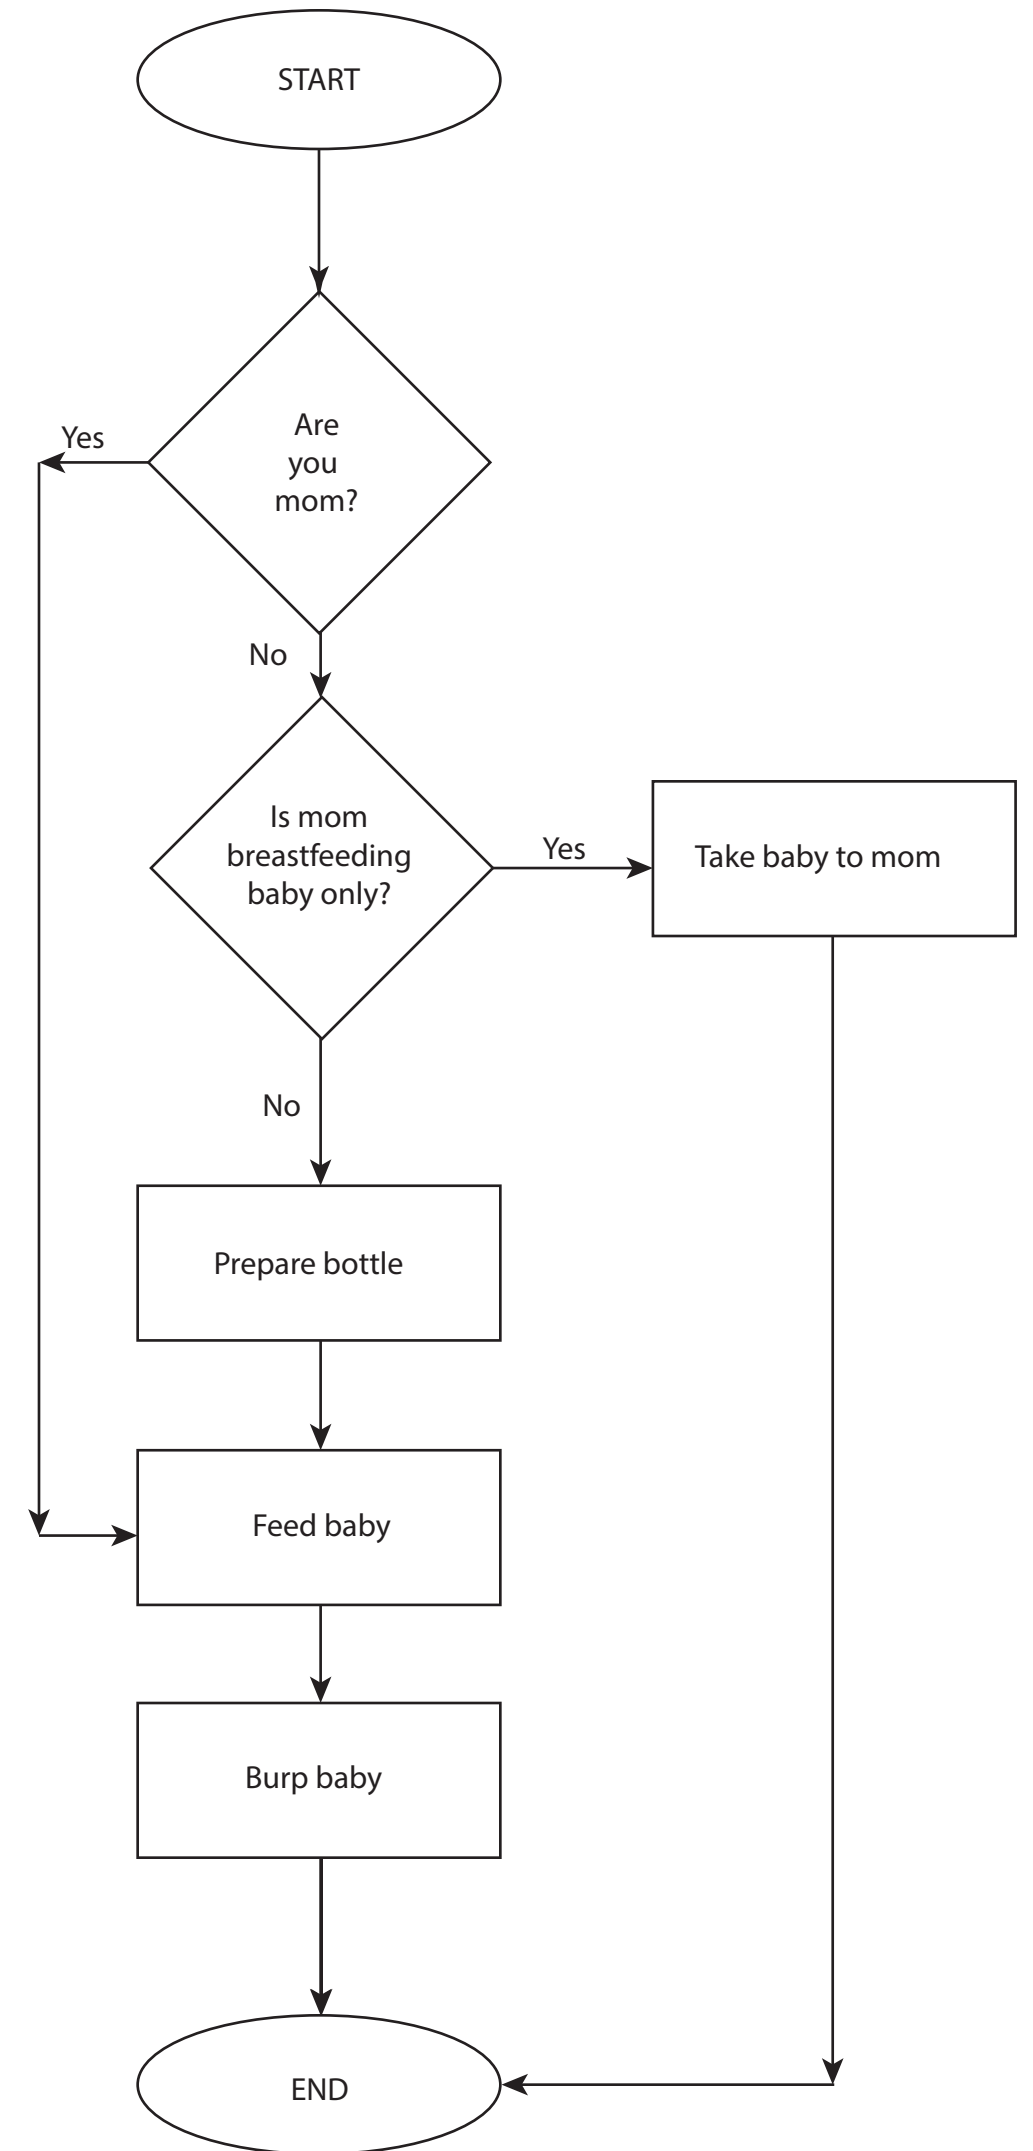 START
Are
you
mom?
Yes
No
Is mom
breastfeeding
baby only?
Yes
Take baby to mom
No
Prepare bottle
Feed baby
Burp baby
END